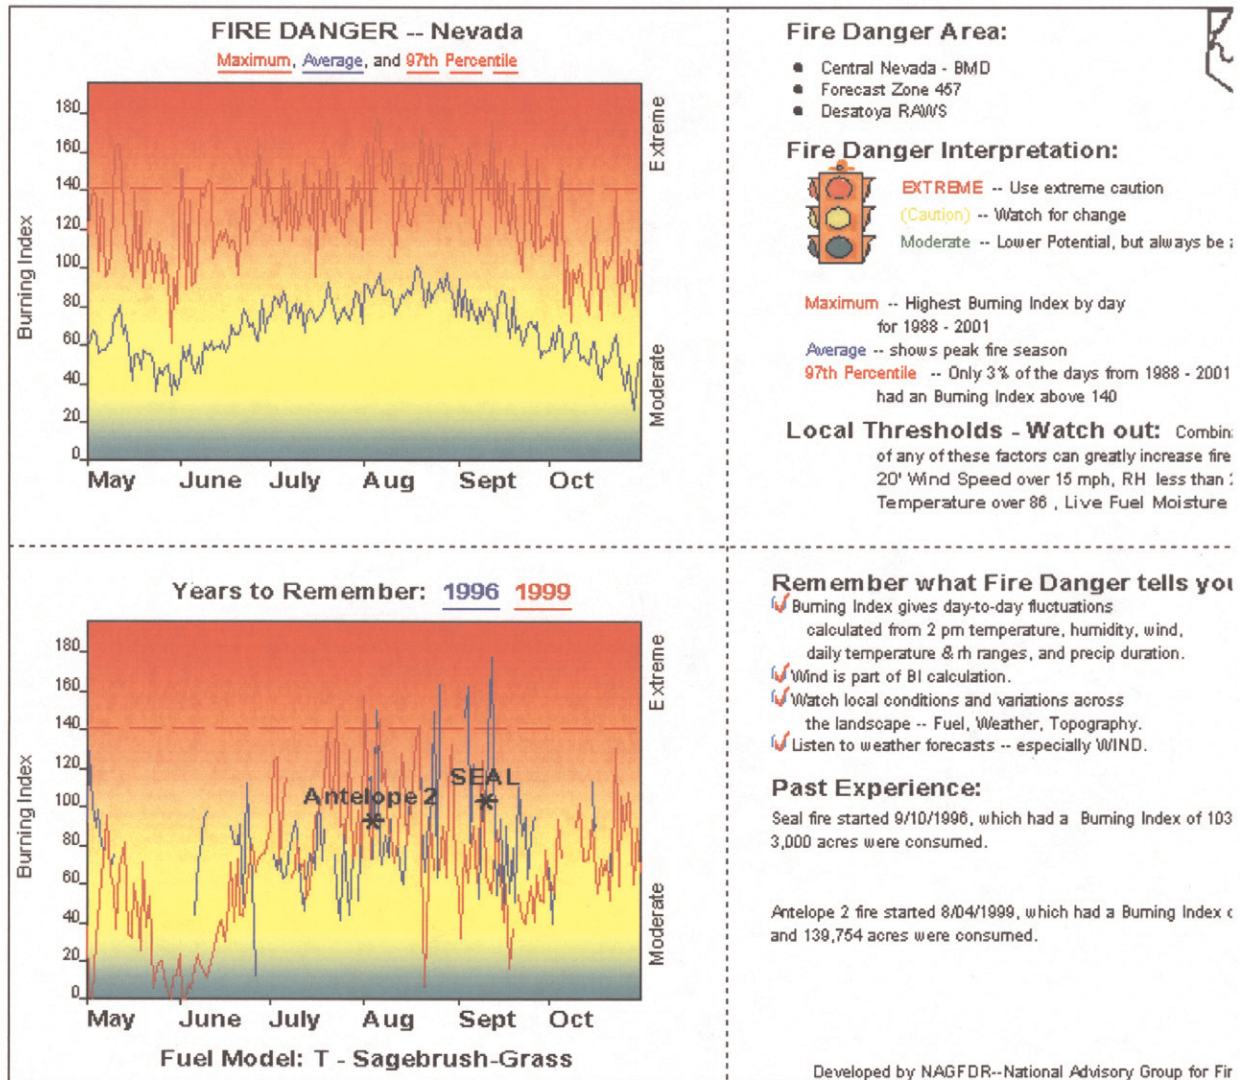 FIRE DANGER -- Nevada
Maximum, Average, and 97th Percentile
180
160
140
120
100
80
60
40
20
0
Burning Index
Extreme
Moderate
May June July Aug Sept Oct
Fire Danger Area:
Central Nevada - BMD
Forecast Zone 457
Desatoya RAWS
Fire Danger Interpretation:
EXTREME -- Use extreme caution
(Caution) -- Watch for change
Moderate -- Lower Potential, but always be
Maximum -- Highest Burning Index by day
for 1988 - 2001
Average -- shows peak fire season
97th Percentile -- Only 3% of the days from 1988 - 2001
had an Burning Index above 140
Local Thresholds - Watch out: Combin
of any of these factors can greatly increase fire
20' Wind Speed over 15 mph, RH less than
Temperature over 86 , Live Fuel Moisture
Years to Remember: 1996 1999
180
160
140
120
100
80
60
40
20
0
Burning Index
Extreme
Moderate
SEAL
Antelope 2
May June July Aug Sept Oct
Fuel Model: T - Sagebrush-Grass
Remember what Fire Danger tells you
Burning Index gives day-to-day fluctuations
calculated from 2 pm temperature, humidity, wind,
daily temperature & rh ranges, and precip duration.
Wind is part of BI calculation.
Watch local conditions and variations across
the landscape -- Fuel, Weather, Topography.
Listen to weather forecasts -- especially WIND.
Past Experience:
Seal fire started 9/10/1996, which had a Burning Index of 103
3,000 acres were consumed.
Antelope 2 fire started 8/04/1999, which had a Burning Index
and 139,754 acres were consumed.
Developed by NAGFDR--National Advisory Group for Fir